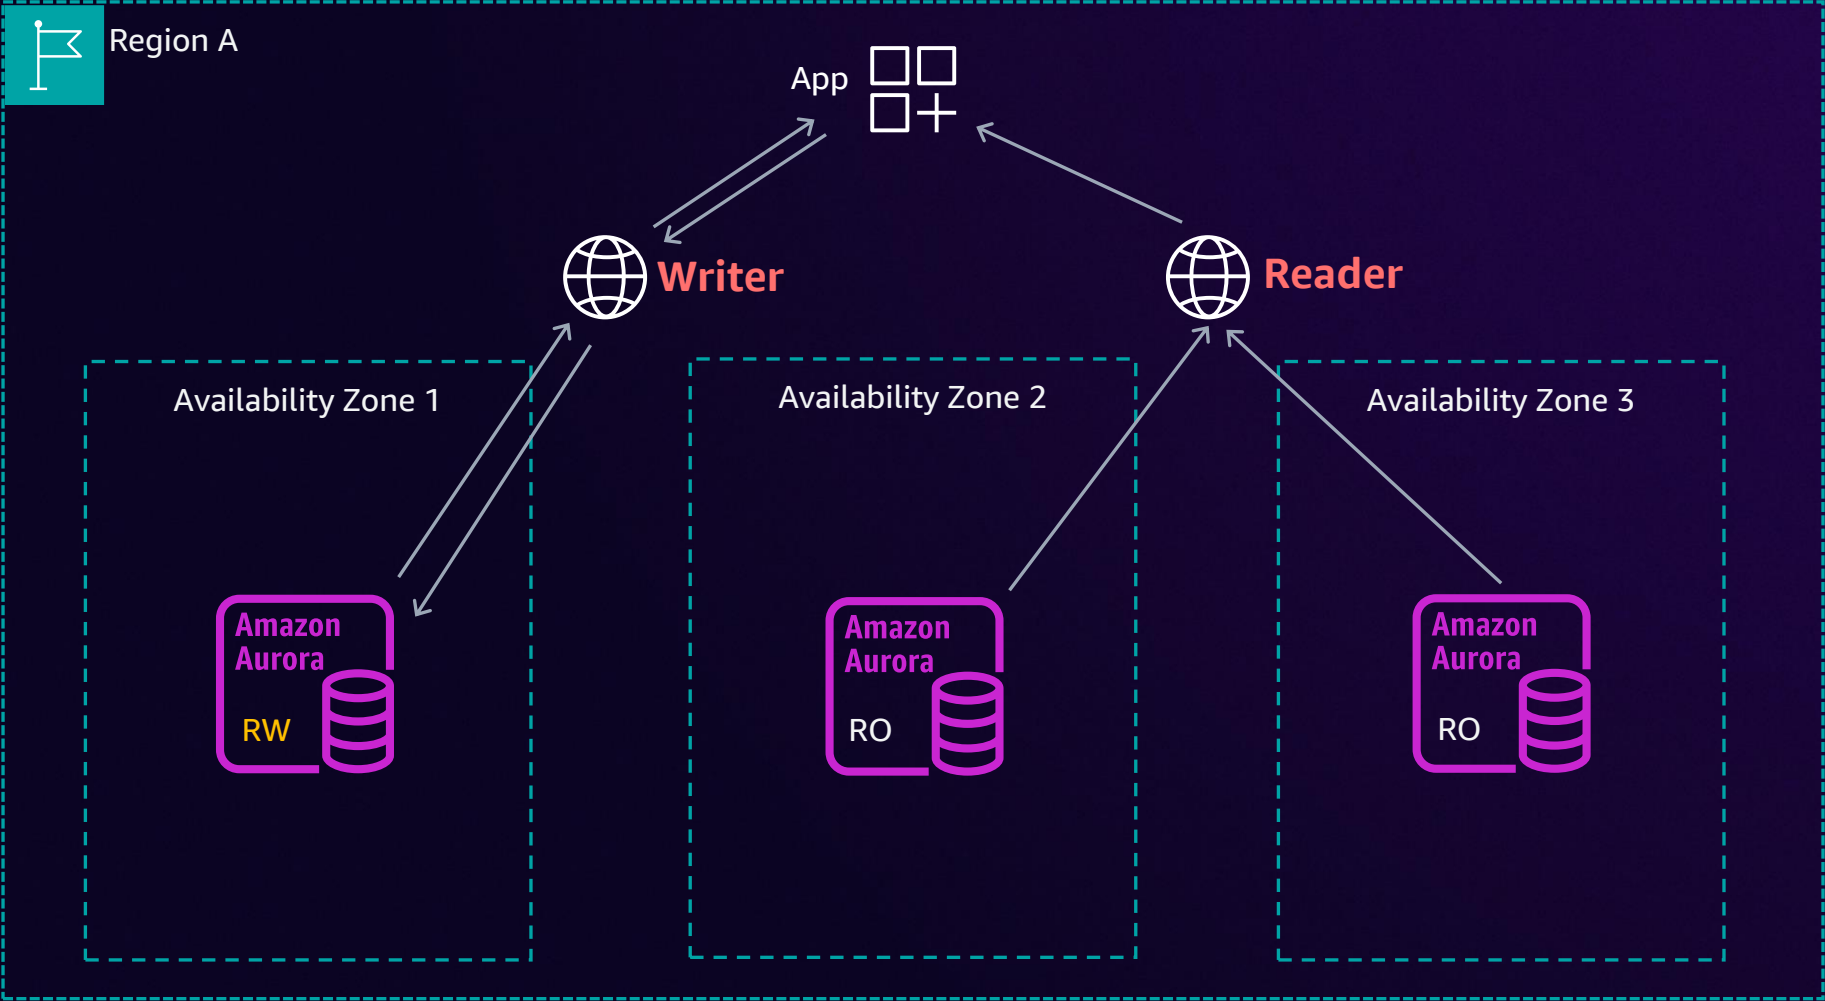 Region A
App
Writer
Reader
Availability Zone 1
Availability Zone 2
Availability Zone 3
Amazon
Aurora
RW
Amazon
Aurora
RO
Amazon
Aurora
RO